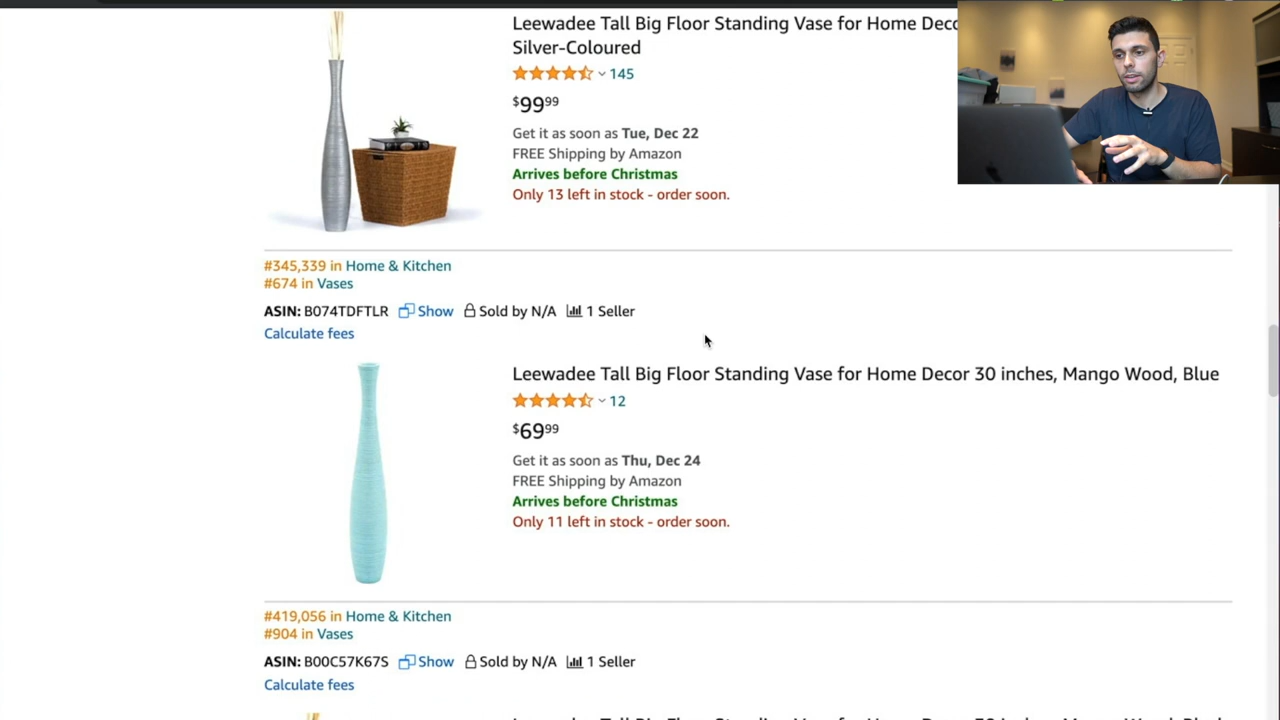 Leewadee Tall Big Floor Standing Vase for Home
Silver-Coloured
145
$9999
Get it as soon as Tue, Dec 22
FREE Shipping by Amazon
Arrives before Christmas
Only 13 left in stock - order soon.
#345,339 in Home & Kitchen
#674 in Vases
ASIN: B074TDFTLR Show Sold by N/A 1 Seller
Calculate fees
Leewadee Tall Big Floor Standing Vase for Home Decor 30 inches, Mango Wood, Blue
12
$6999
Get it as soon as Thu, Dec 24
FREE Shipping by Amazon
Arrives before Christmas
Only 11 left in stock - order soon.
#419,056 in Home & Kitchen
#904 in Vases
ASIN: B00C57K67S Show Sold by N/A 1 Seller
Calculate fees